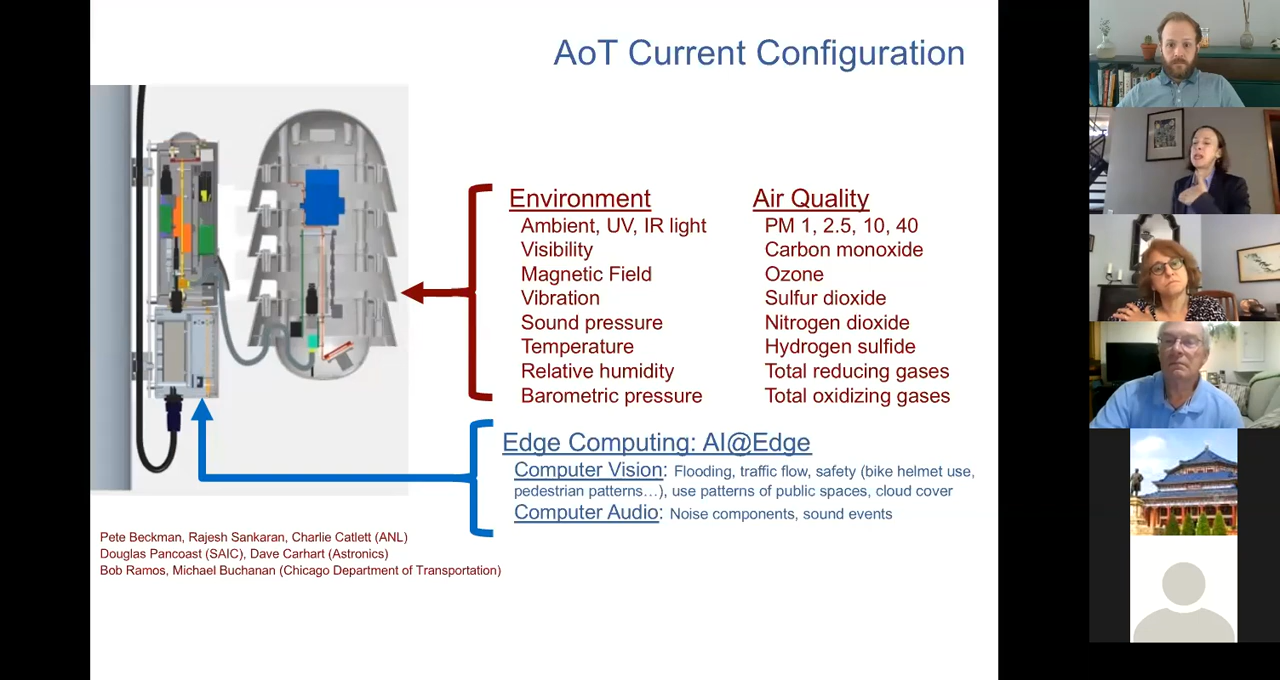 AoT Current Configuration
Environment
Ambient, UV, IR light
Visibility
Magnetic Field
Vibration
Sound pressure
Temperature
Relative humidity
Barometric pressure
Air Quality
PM 1, 2.5, 10, 40
Carbon monoxide
Ozone
Sulfur dioxide
Nitrogen dioxide
Hydrogen sulfide
Total reducing gases
Total oxidizing gases
Edge Computing: AI@Edge
Computer Vision: Flooding, traffic flow, safety (bike helmet use,
pedestrian patterns…), use patterns of public spaces, cloud cover
Computer Audio: Noise components, sound events
Pete Beckman, Rajesh Sankaran, Charlie Catlett (ANL)
Douglas Pancoast (SAIC), Dave Carhart (Astronics)
Bob Ramos, Michael Buchanan (Chicago Department of Transportation)